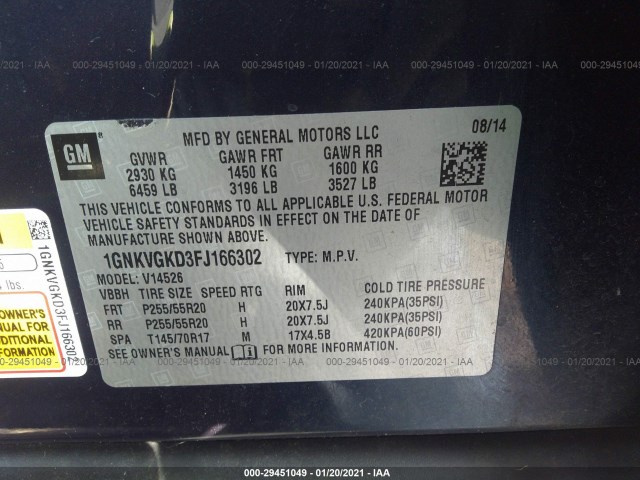 000-29451049 - 01/20/2021 - IAA
000-29451049 - 01/20/2021 - IAA
000-29451049 - 01/20/2021 - IAA
GM
MFD BY GENERAL MOTORS LLC
08/14
GVWR GAWR FRT GAWR RR
2930 KG 1450 KG 1600 KG
6459 LB 3196 LB 3527 LB
THIS VEHICLE CONFORMS TO ALL APPLICABLE U.S. FEDERAL MOTOR
VEHICLE SAFETY STANDARDS IN EFFECT ON THE DATE OF
MANUFACTURE SHOWN ABOVE.
1GNKVGKD3FJ166302 TYPE: M.P.V.
MODEL: V14526
VBBH TIRE SIZE SPEED RTG RIM COLD TIRE PRESSURE
FRT P255/55R20 H 20X7.5J 240KPA(35PSI)
RR P255/55R20 H 20X7.5J 240KPA(35PSI)
SPA T145/70R17 M 17X4.5B 420KPA(60PSI)
SEE OWNER'S MANUAL FOR MORE INFORMATION
1GNKVGKD3FJ166302
lbs.
OWNER'S
MANUAL FOR
ADDITIONAL
000-29451049 - 01/20/2021 - IAA
000-29451049 - 01/20/2021 - IAA
000-29451049 - 01/20/2021 - IAA
000-29451049 - 01/20/2021 - IAA